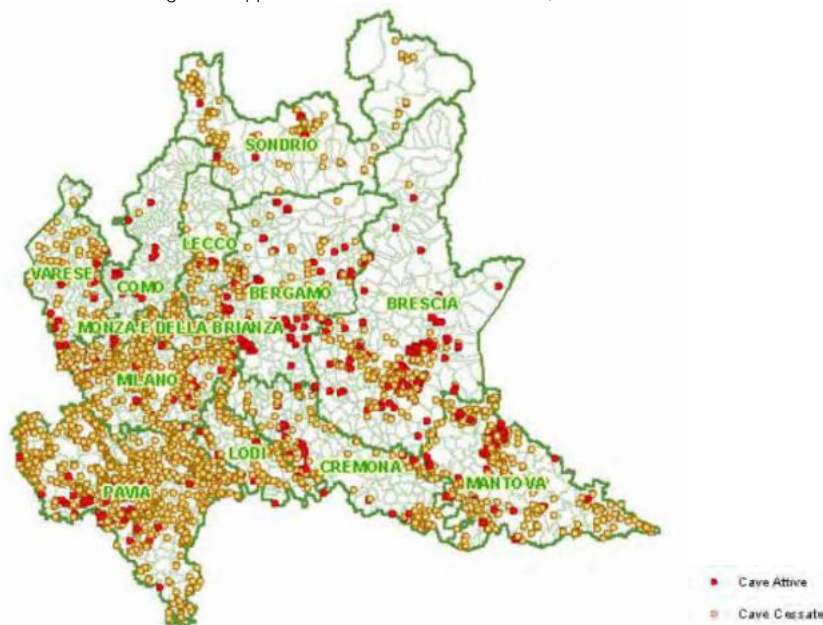 SONDRIO
LECCO
VARESE
COMO
BERGAMO
BRESCIA
MONZA E DELLA BRIANZA
MILANO
LODI
CREMONA
PAVIA
MANTOVA
Cave Attive
Cave Cessate